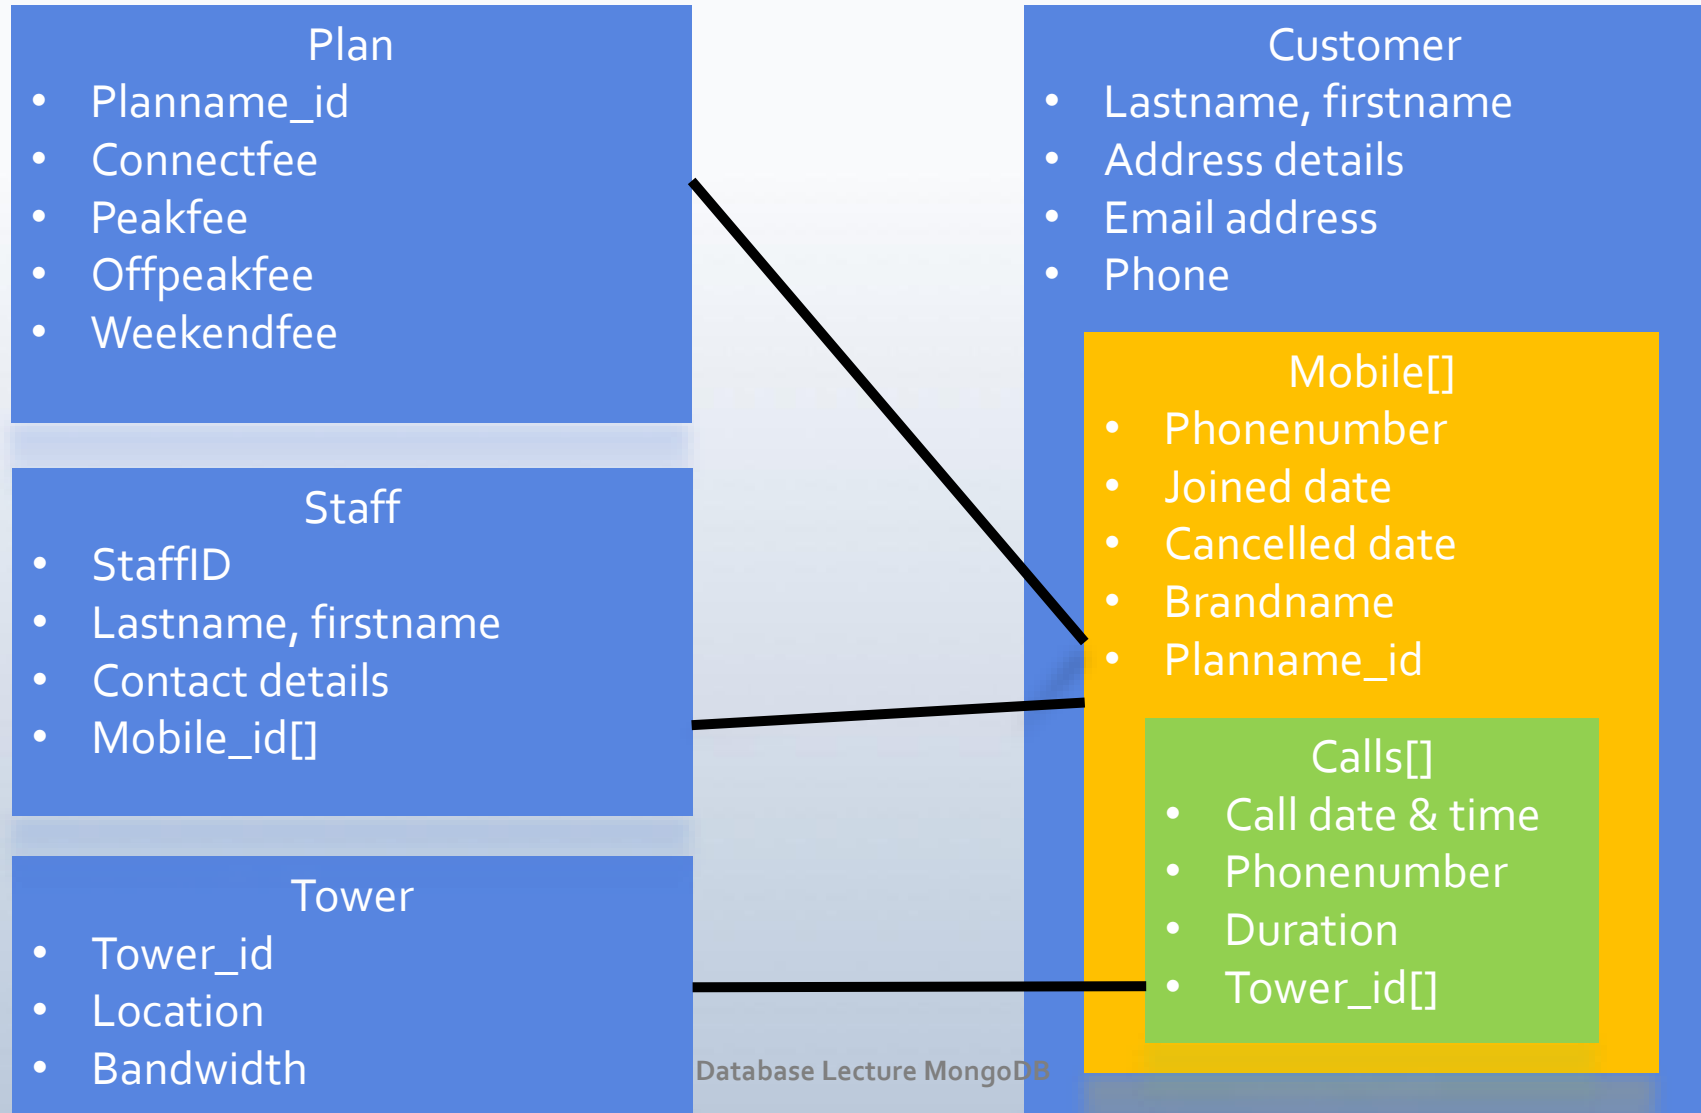 Plan
• Planname_id
• Connectfee
• Peakfee
• Offpeakfee
• Weekendfee
Staff
• StaffID
• Lastname, firstname
• Contact details
• Mobile_id[]
Tower
• Tower_id
• Location
• Bandwidth
Customer
• Lastname, firstname
• Address details
• Email address
• Phone
Mobile[]
• Phonenumber
• Joined date
• Cancelled date
• Brandname
• Planname_id
Calls[]
• Call date & time
• Phonenumber
• Duration
• Tower_id[]
Database Lecture MongoDB